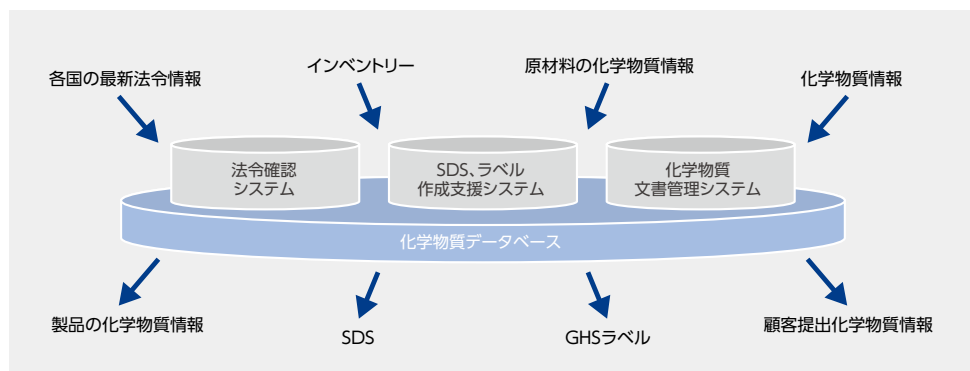 各国の最新法令情報
インベントリー
原材料の化学物質情報
化学物質情報
法令確認
システム
SDS、ラベル
作成支援システム
化学物質
文書管理システム
化学物質データベース
製品の化学物質情報
SDS
GHSラベル
顧客提出化学物質情報